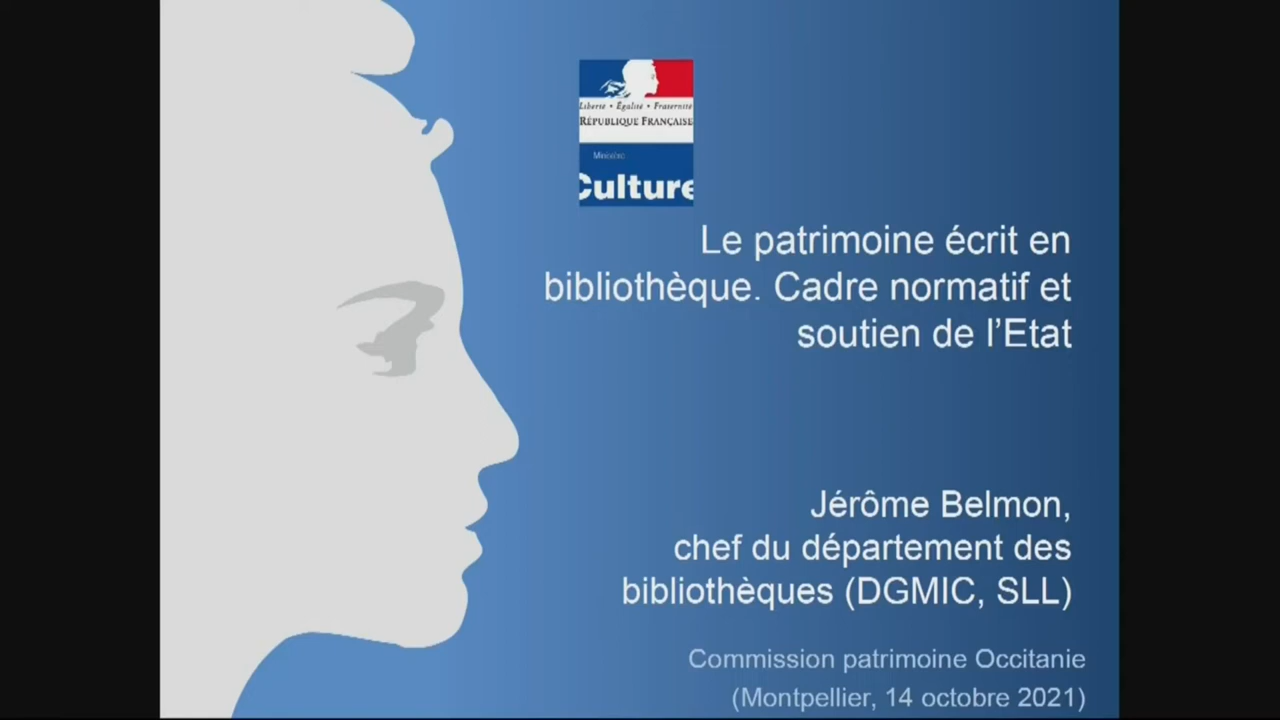 Liberté • Égalité • Fraternité
RÉPUBLIQUE FRANÇAISE
Ministère
Culture
Le patrimoine écrit en
bibliothèque. Cadre normatif et
soutien de l’Etat
Jérôme Belmon,
chef du département des
bibliothèques (DGMIC, SLL)
Commission patrimoine Occitanie
(Montpellier, 14 octobre 2021)